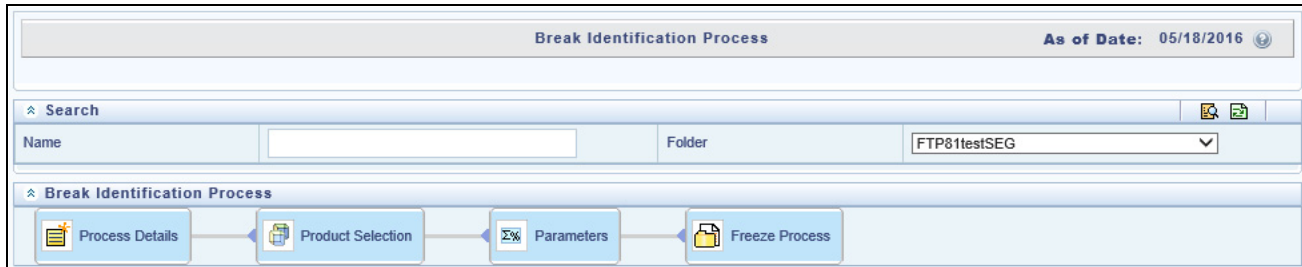 Break Identification Process As of Date: 05/18/2016
Search
Name Folder FTP81testSEG
Break Identification Process
Process Details Product Selection Σ% Parameters Freeze Process